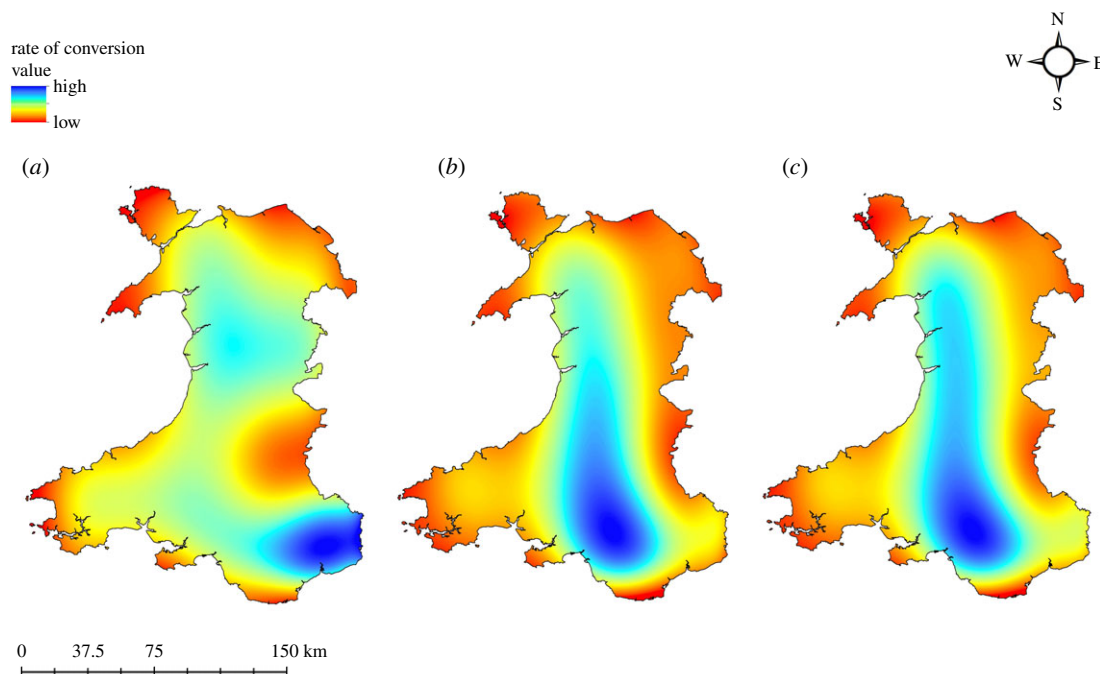 rate of conversion
value
high
low
N
W
E
S
(a)
(b)
(c)
0 37.5 75 150 km